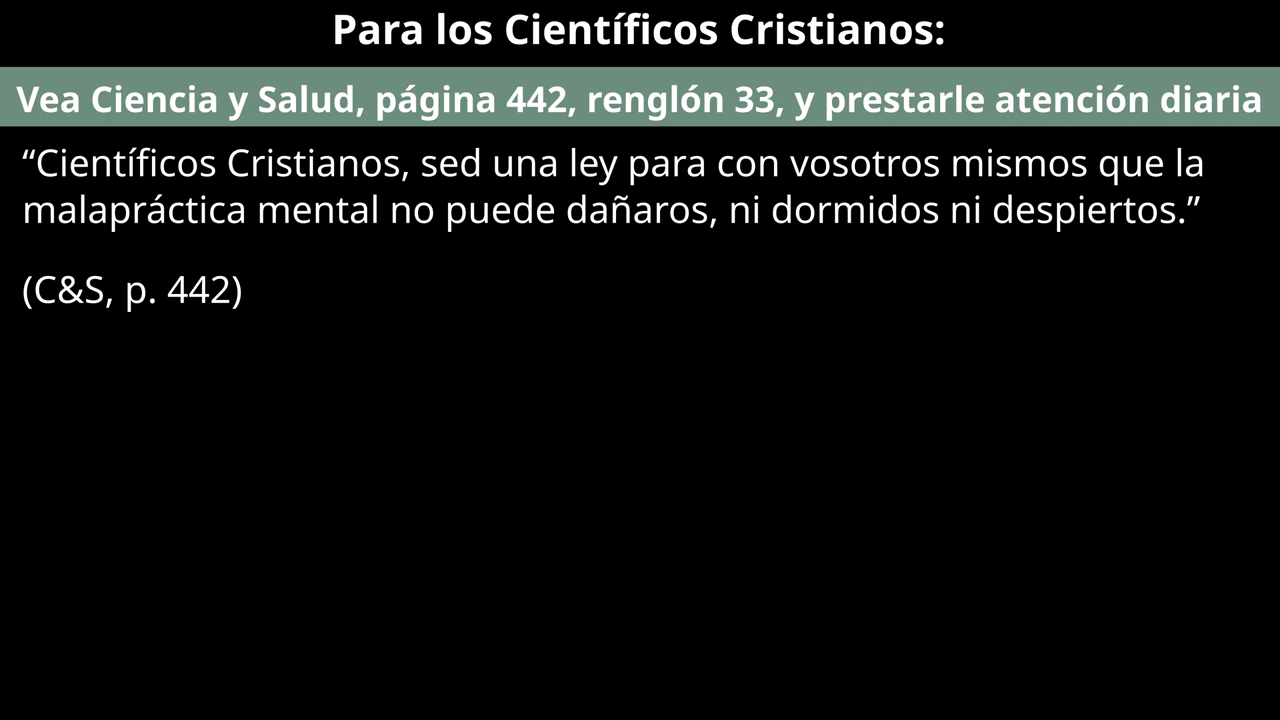 Para los Científicos Cristianos:
Vea Ciencia y Salud, página 442, renglón 33, y prestarle atención diaria
“Científicos Cristianos, sed una ley para con vosotros mismos que la
malapráctica mental no puede dañaros, ni dormidos ni despiertos.”
(C&S, p. 442)